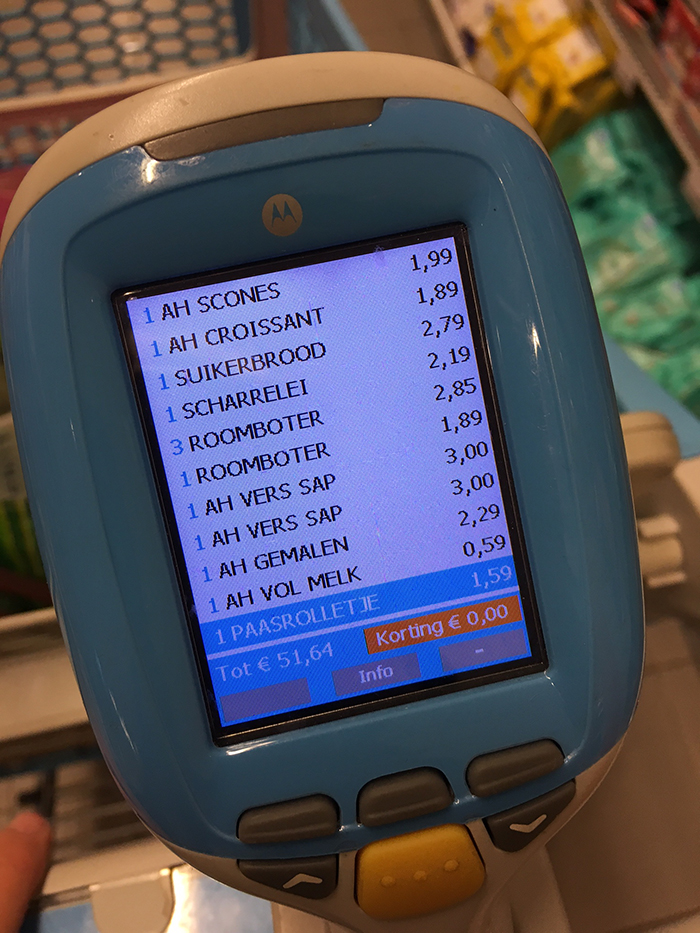 1 AH SCONES 1,99
1 AH CROISSANT 1,89
1 SUIKERBROOD 2,79
1 SCHARRELEI 2,19
3 ROOMBOTER 2,85
1 ROOMBOTER 1,89
1 AH VERS SAP 3,00
1 AH VERS SAP 3,00
1 AH GEMALEN 2,29
1 AH VOL MELK 0,59
1 PAASROLLETJE 1,59
Tot € 51,64 Korting € 0,00
Info -